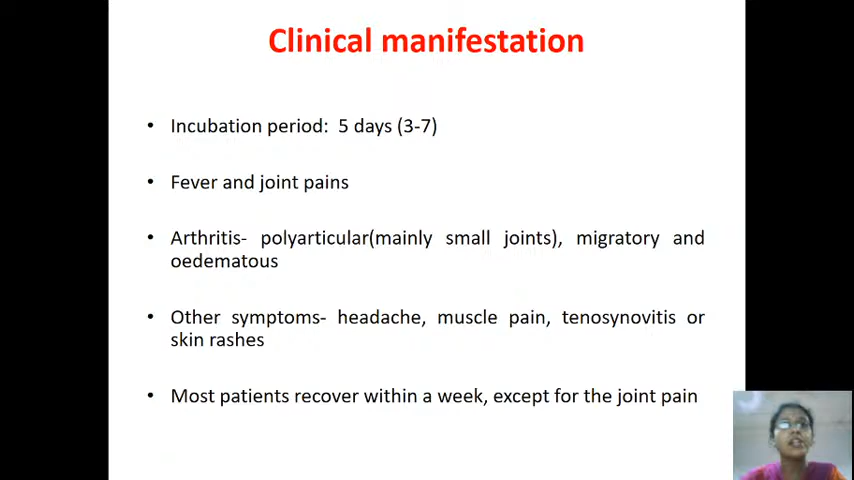 Clinical manifestation
• Incubation period: 5 days (3-7)
• Fever and joint pains
• Arthritis- polyarticular(mainly small joints), migratory and
oedematous
• Other symptoms- headache, muscle pain, tenosynovitis or
skin rashes
• Most patients recover within a week, except for the joint pain